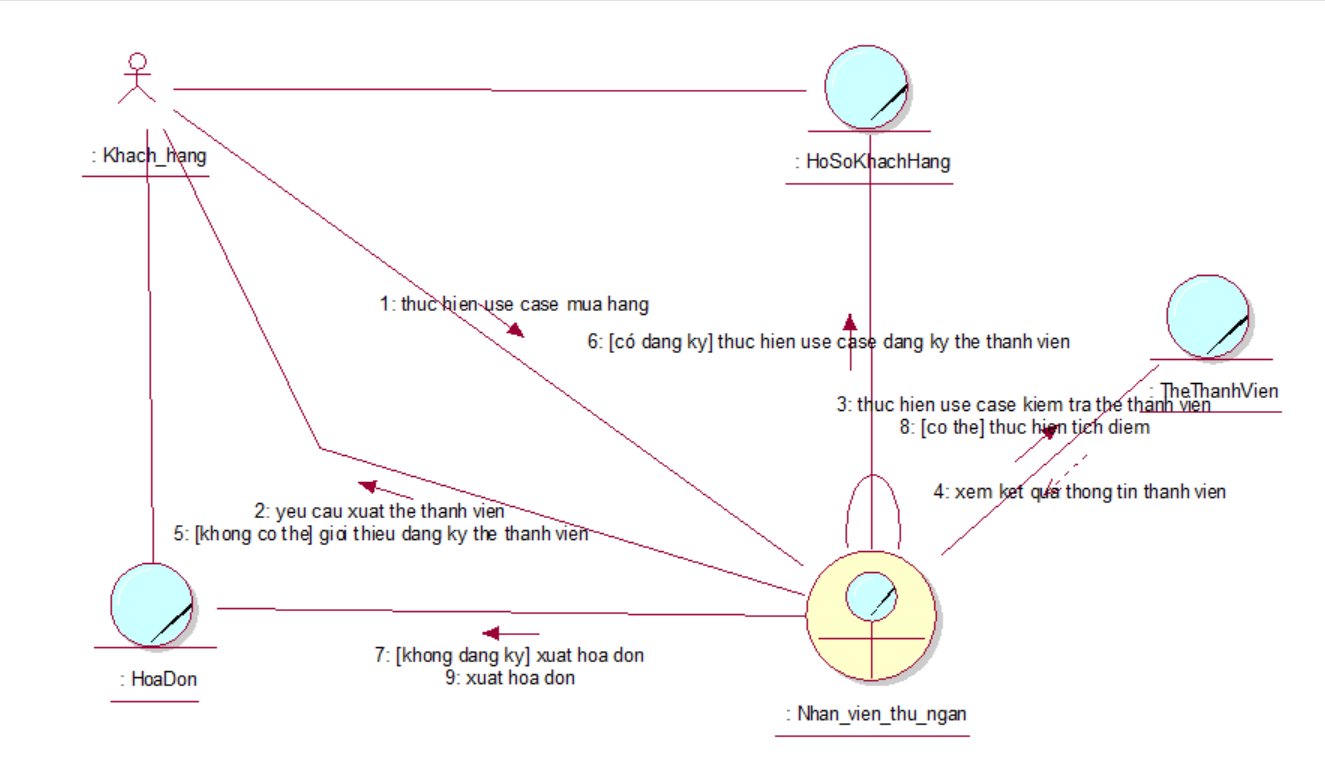 : Khach_hang
: HoSoKhachHang
1: thuc hien use case mua hang
6: [có dang ky] thuc hien use case dang ky the thanh vien
: TheThanhVien
3: thuc hien use case kiem tra the thanh vien
8: [co the] thuc hien tich diem
4: xem ket qua thong tin thanh vien
2: yeu cau xuat the thanh vien
5: [khong co the] gioi thieu dang ky the thanh vien
7: [khong dang ky] xuat hoa don
9: xuat hoa don
: HoaDon
: Nhan_vien_thu_ngan